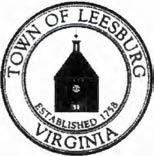 TOWN OF LEESBURG
ESTABLISHED 1758
VIRGINIA